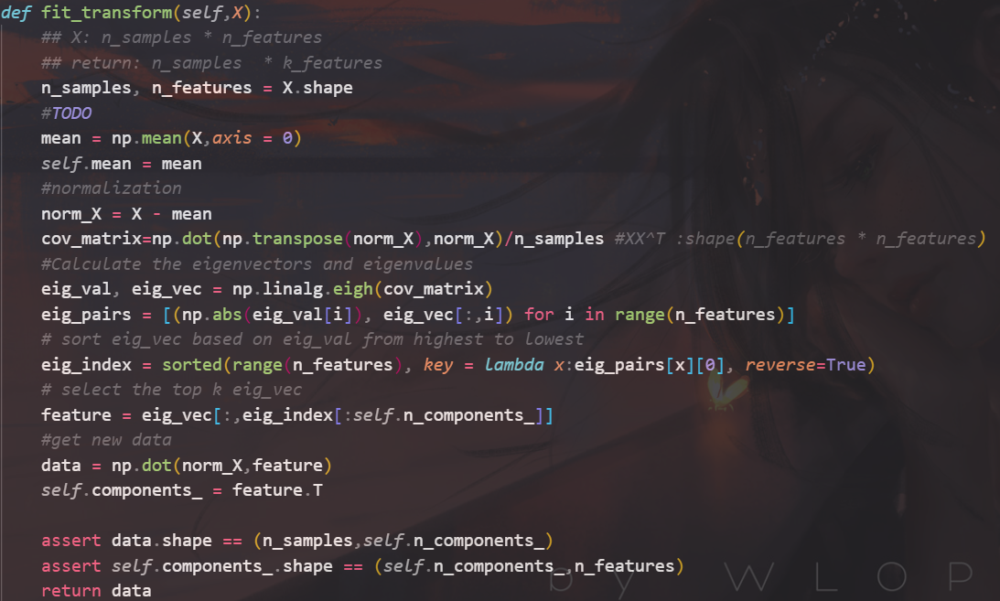 def fit_transform(self,X):
## X: n_samples * n_features
## return: n_samples  * k_features
n_samples, n_features = X.shape
#TODO
mean = np.mean(X,axis = 0)
self.mean = mean
#normalization
norm_X = X - mean
cov_matrix=np.dot(np.transpose(norm_X),norm_X)/n_samples #XX^T :shape(n_features * n_features)
#Calculate the eigenvectors and eigenvalues
eig_val, eig_vec = np.linalg.eigh(cov_matrix)
eig_pairs = [(np.abs(eig_val[i]), eig_vec[:,i]) for i in range(n_features)]
# sort eig_vec based on eig_val from highest to lowest
eig_index = sorted(range(n_features), key = lambda x:eig_pairs[x][0], reverse=True)
# select the top k eig_vec
feature = eig_vec[:,eig_index[:self.n_components_]]
#get new data
data = np.dot(norm_X,feature)
self.components_ = feature.T
assert data.shape == (n_samples,self.n_components_)
assert self.components_.shape == (self.n_components_,n_features)
return data
by WLOP